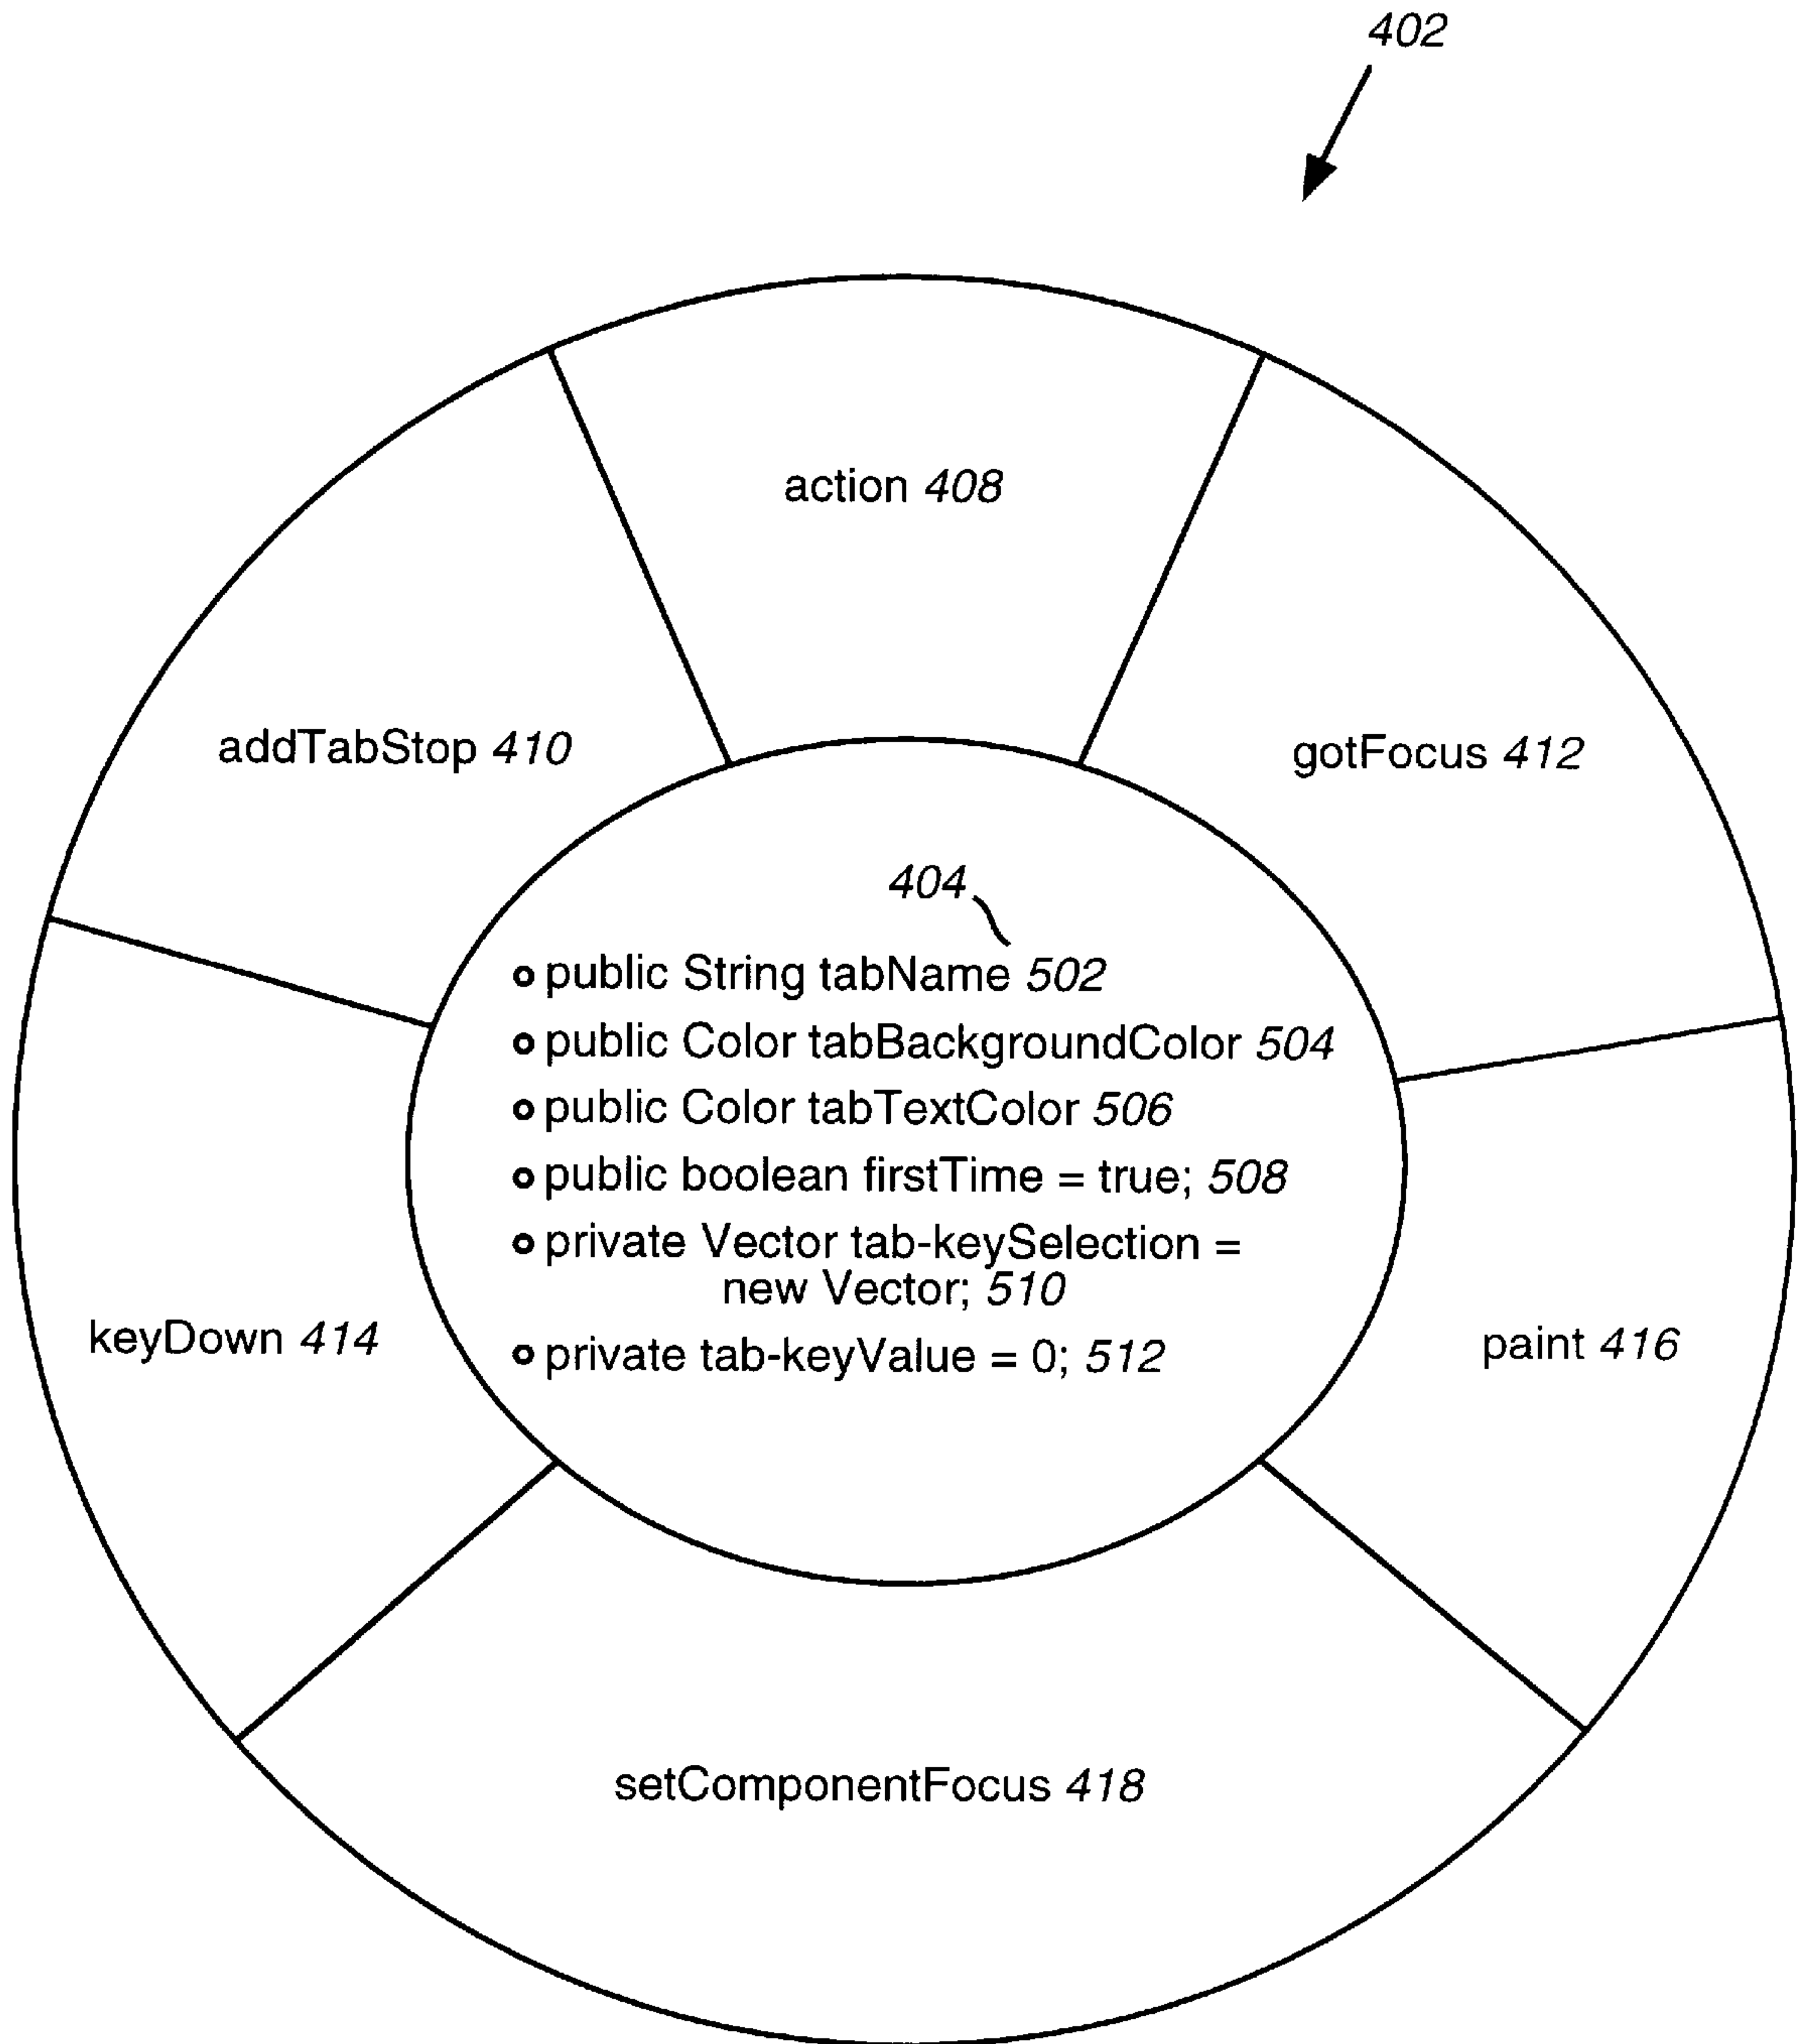 402
action 408
addTabStop 410
gotFocus 412
404
public String tabName 502
public Color tabBackgroundColor 504
public Color tabTextColor 506
public boolean firstTime = true; 508
private Vector tab-keySelection =
new Vector; 510
private tab-keyValue = 0; 512
keyDown 414
paint 416
setComponentFocus 418